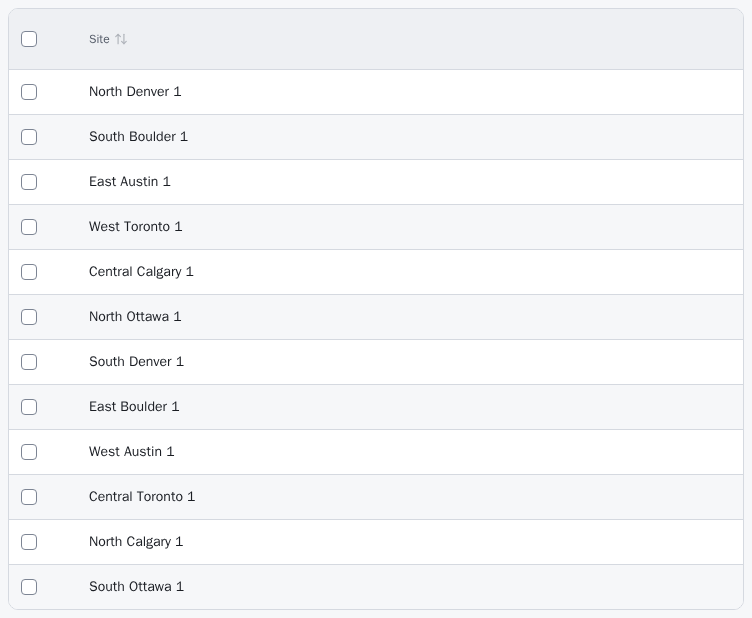 Site
North Denver 1
South Boulder 1
East Austin 1
West Toronto 1
Central Calgary 1
North Ottawa 1
South Denver 1
East Boulder 1
West Austin 1
Central Toronto 1
North Calgary 1
South Ottawa 1